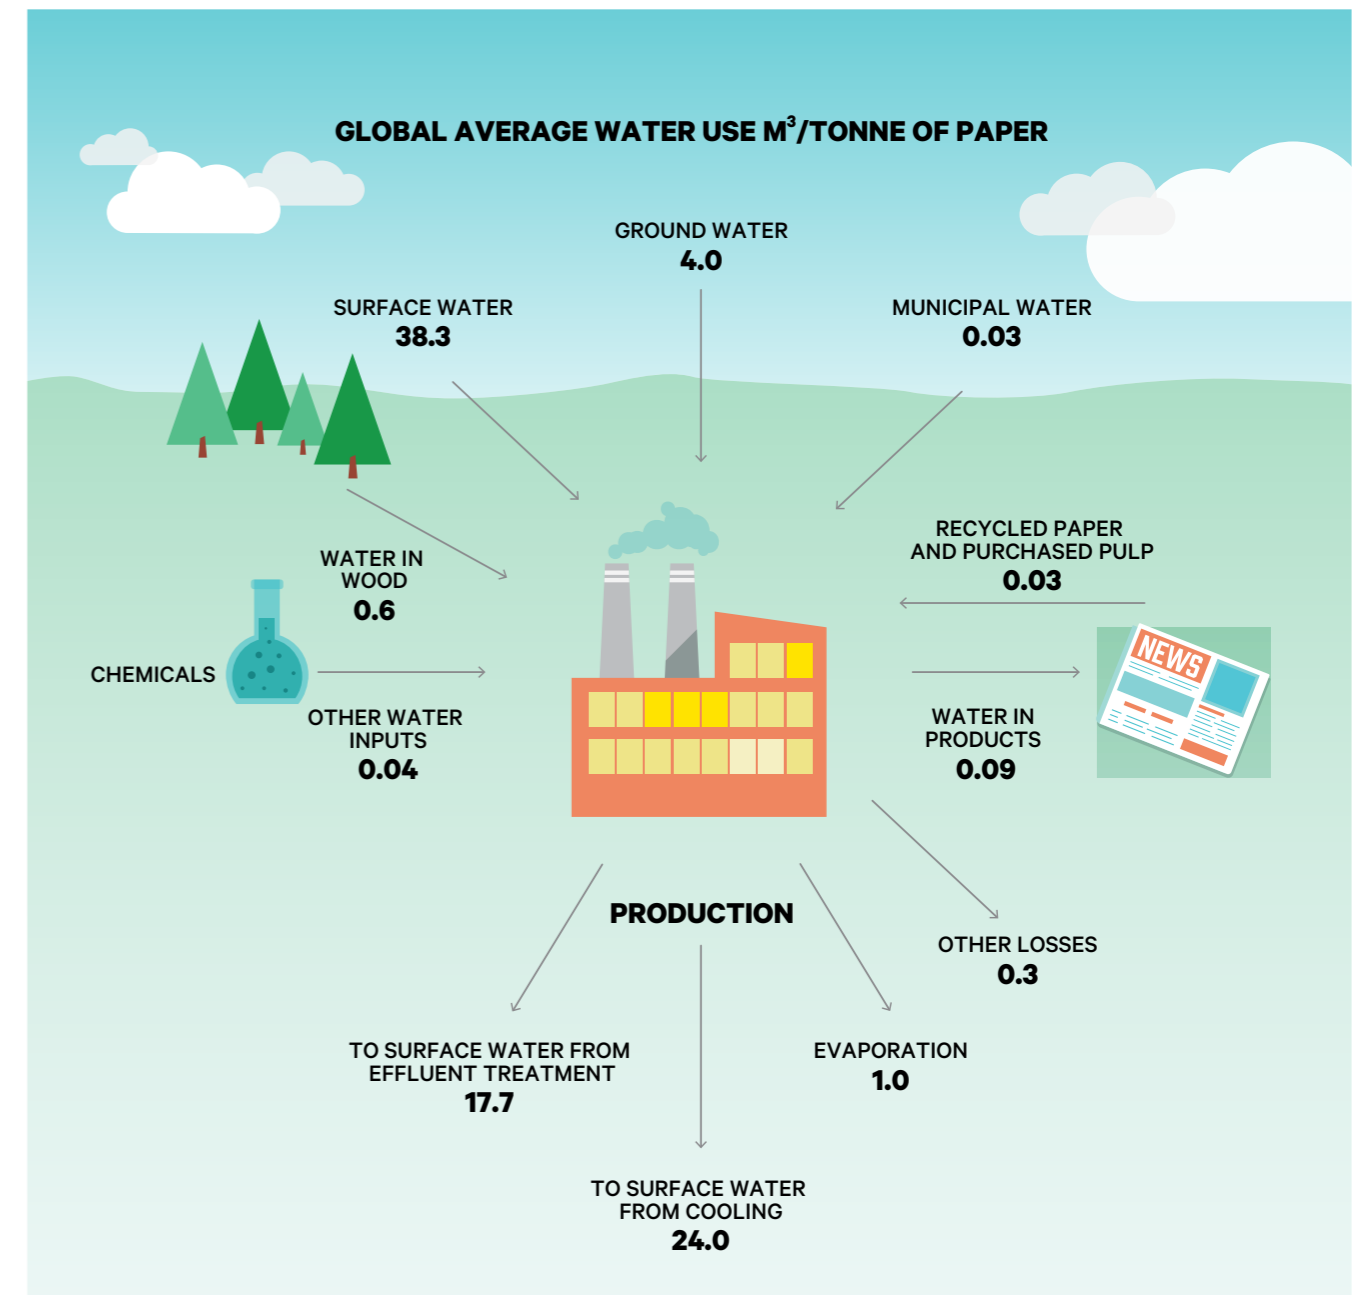 GLOBAL AVERAGE WATER USE M³/TONNE OF PAPER
GROUND WATER
4.0
SURFACE WATER
38.3
MUNICIPAL WATER
0.03
RECYCLED PAPER
AND PURCHASED PULP
0.03
WATER IN
WOOD
0.6
CHEMICALS
OTHER WATER
INPUTS
0.04
NEWS
WATER IN
PRODUCTS
0.09
PRODUCTION
OTHER LOSSES
0.3
TO SURFACE WATER FROM
EFFLUENT TREATMENT
17.7
EVAPORATION
1.0
TO SURFACE WATER
FROM COOLING
24.0